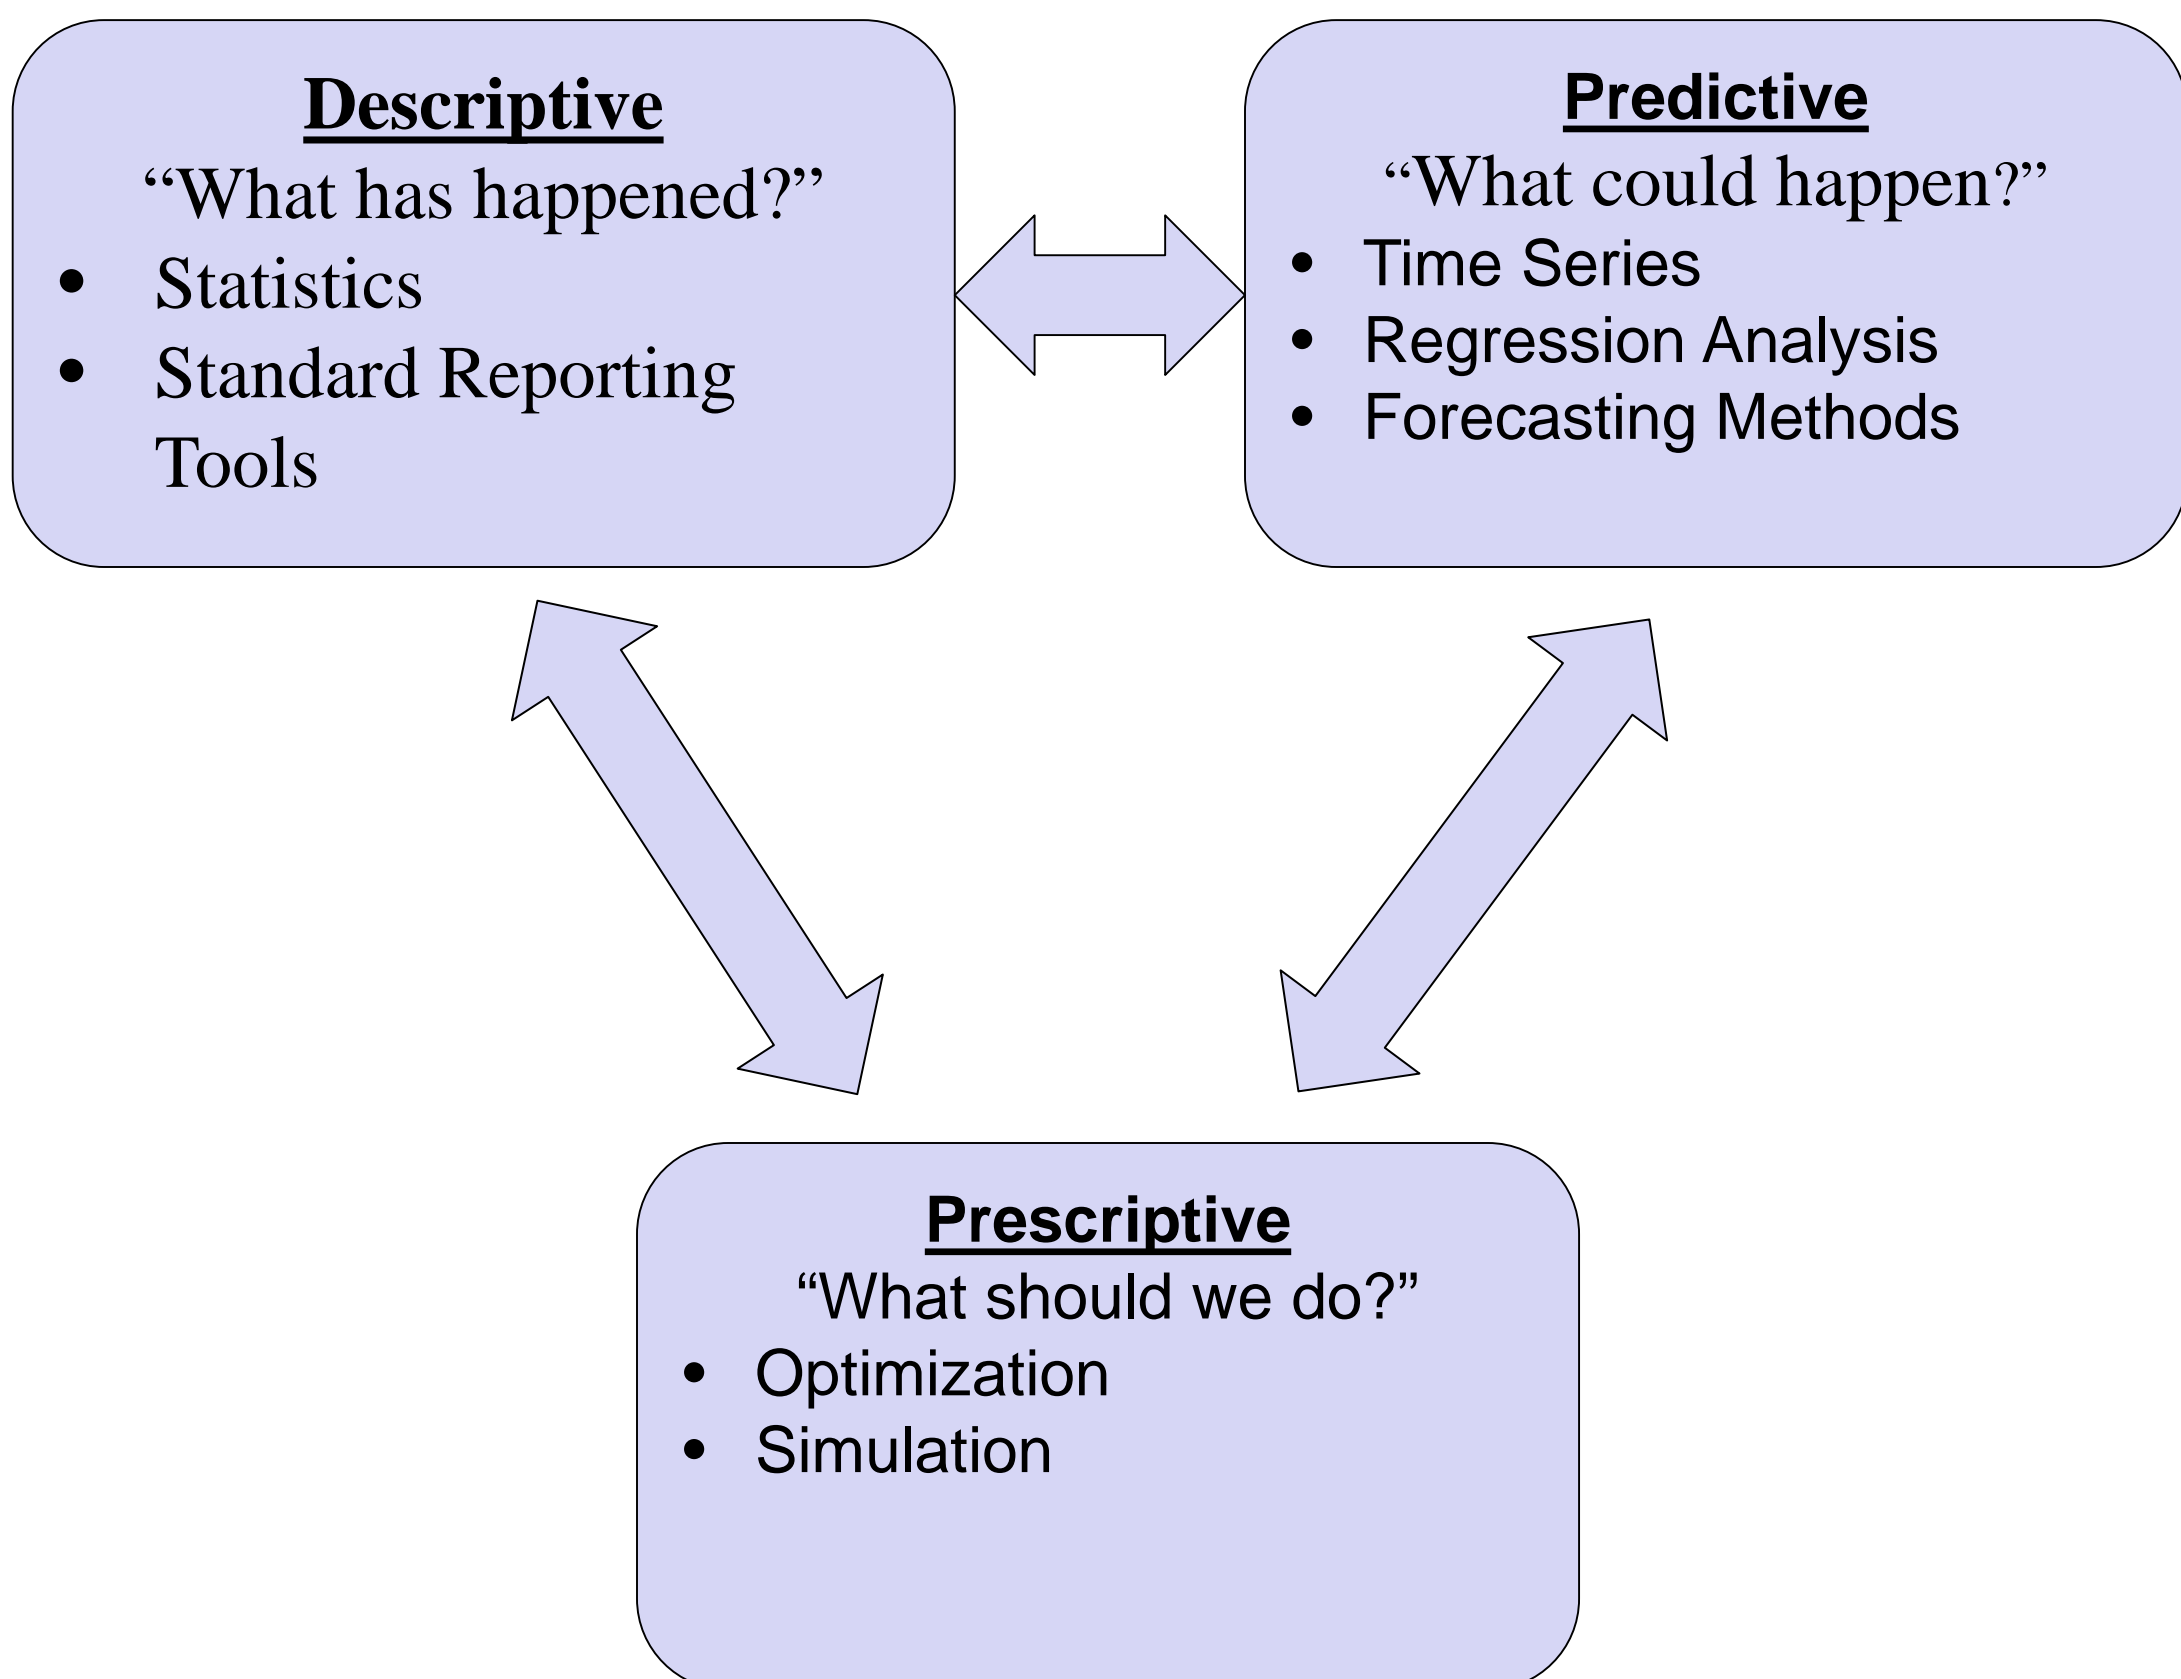 Descriptive
“What has happened?”
• Statistics
• Standard Reporting
Tools
Predictive
“What could happen?”
• Time Series
• Regression Analysis
• Forecasting Methods
Prescriptive
“What should we do?”
• Optimization
• Simulation